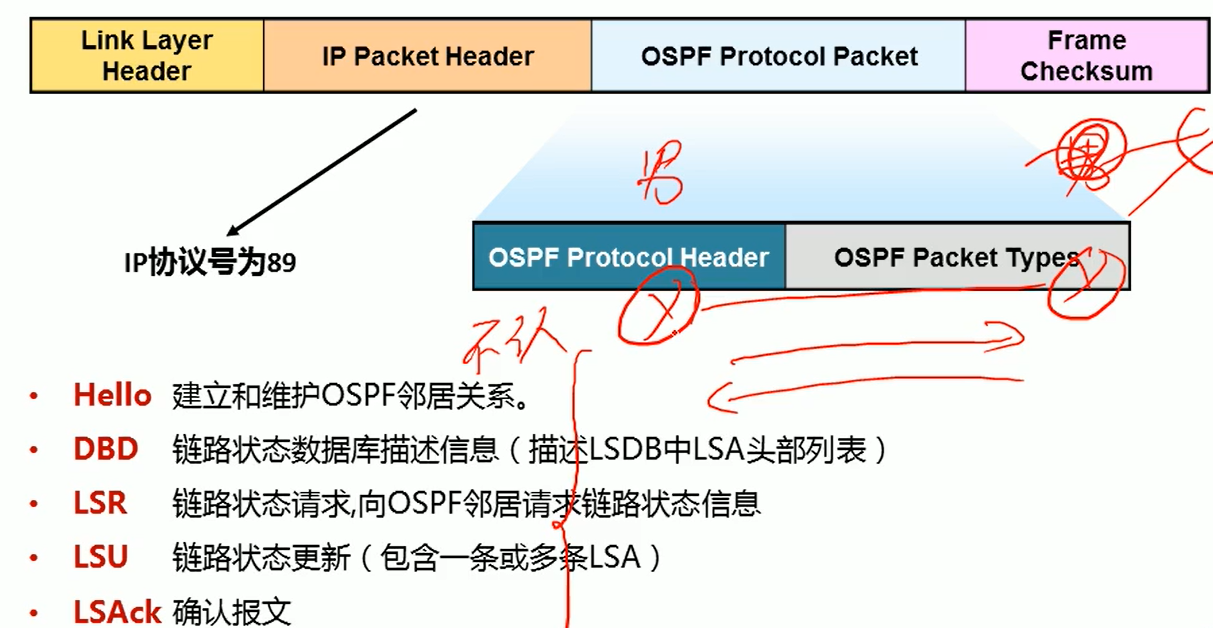 Link Layer Header
IP Packet Header
OSPF Protocol Packet
Frame Checksum
男
IP协议号为89
OSPF Protocol Header
OSPF Packet Types
不认
• Hello 建立和维护OSPF邻居关系。
• DBD 链路状态数据库描述信息（描述LSDB中LSA头部列表）
• LSR 链路状态请求,向OSPF邻居请求链路状态信息
• LSU 链路状态更新（包含一条或多条LSA）
• LSAck 确认报文